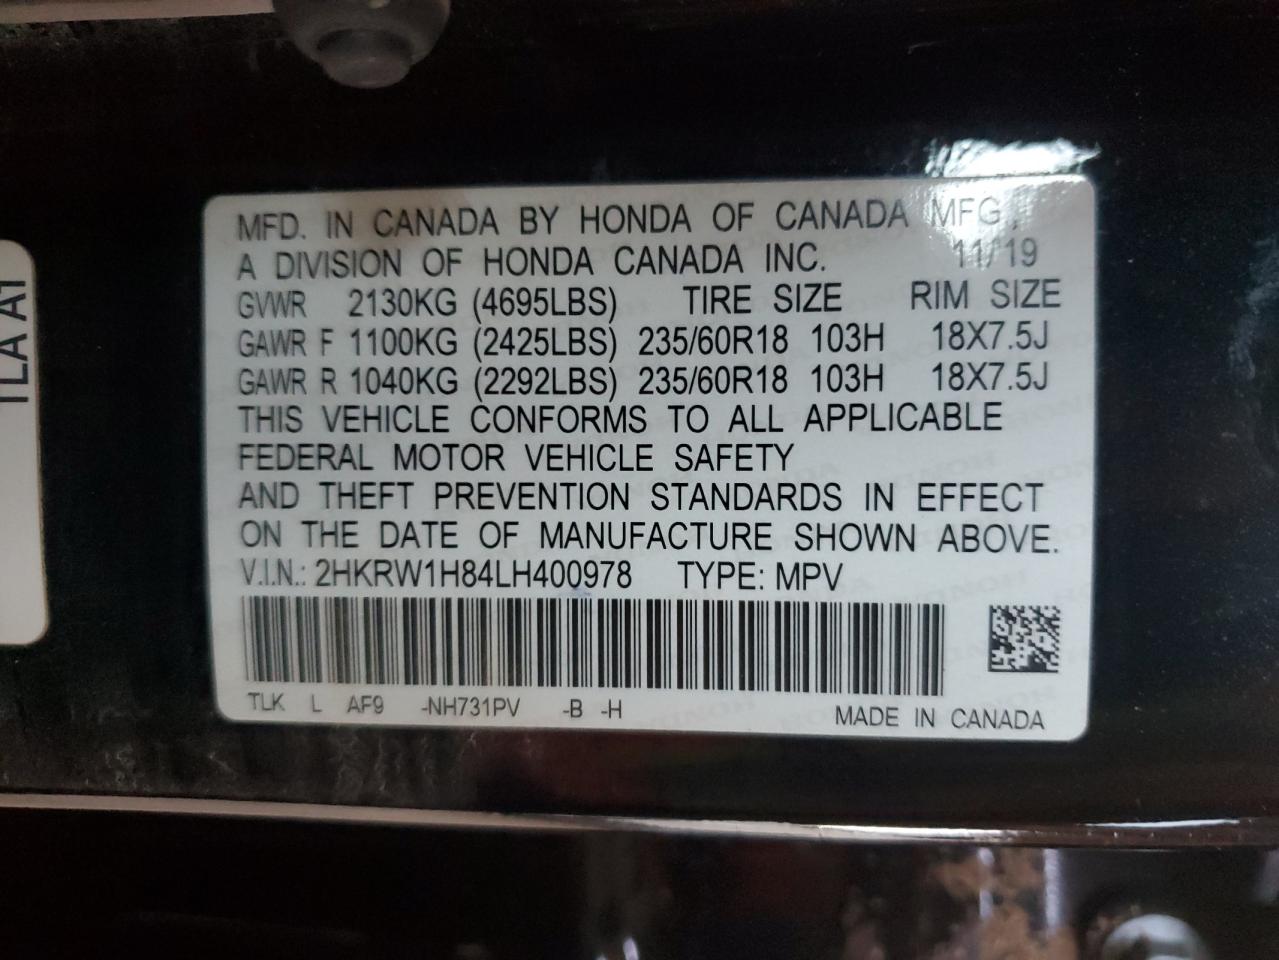 MFD. IN CANADA BY HONDA OF CANADA MFG.,
A DIVISION OF HONDA CANADA INC. 11/19
GVWR 2130KG (4695LBS) TIRE SIZE RIM SIZE
GAWR F 1100KG (2425LBS) 235/60R18 103H 18X7.5J
GAWR R 1040KG (2292LBS) 235/60R18 103H 18X7.5J
THIS VEHICLE CONFORMS TO ALL APPLICABLE
FEDERAL MOTOR VEHICLE SAFETY
AND THEFT PREVENTION STANDARDS IN EFFECT
ON THE DATE OF MANUFACTURE SHOWN ABOVE.
V.I.N.: 2HKRW1H84LH400978 TYPE: MPV
TLK L AF9 -NH731PV -B -H
MADE IN CANADA